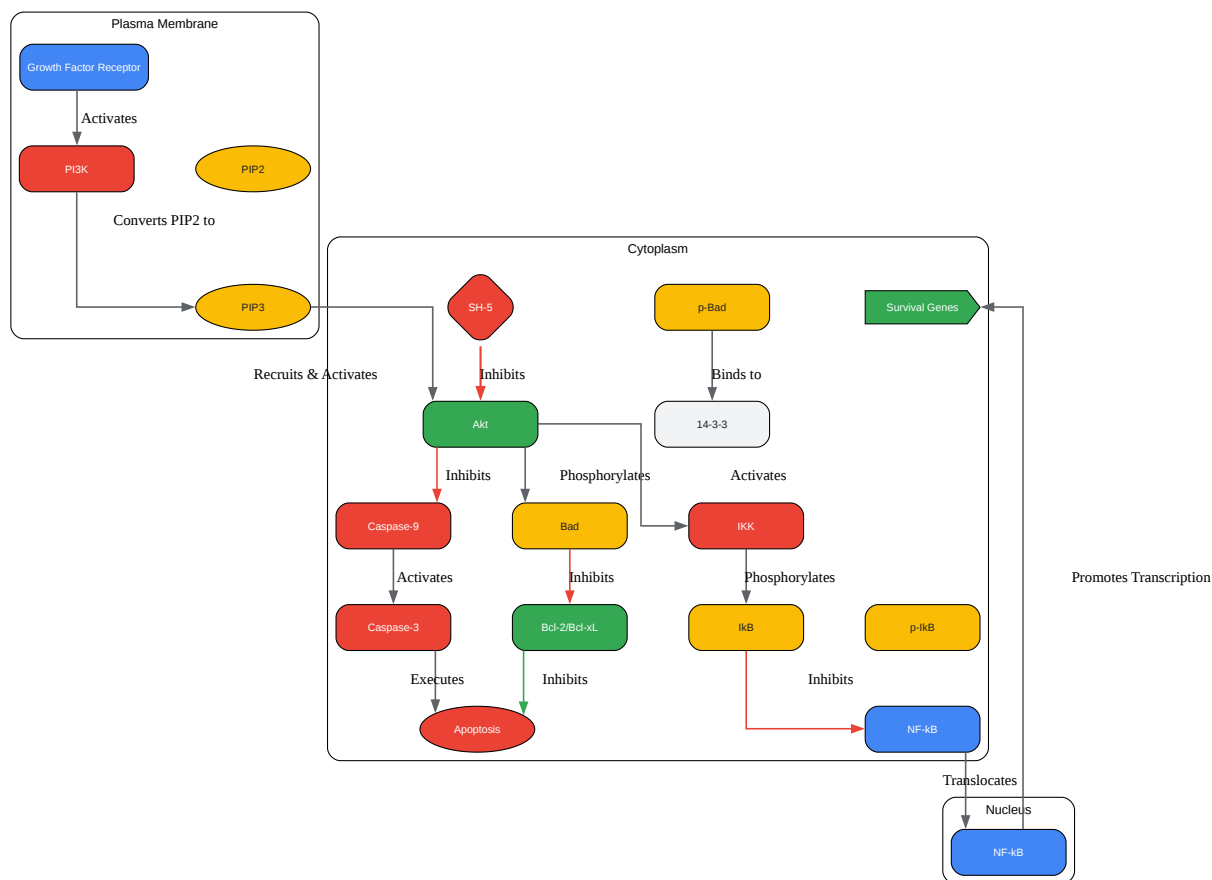 Plasma Membrane
Growth Factor Receptor
Activates
PI3K
PIP2
Converts PIP2 to
PIP3
Cytoplasm
SH-5
p-Bad
Survival Genes
Recruits & Activates
Inhibits
Binds to
Akt
14-3-3
Inhibits
Phosphorylates
Activates
Caspase-9
Bad
IKK
Activates
Inhibits
Phosphorylates
Promotes Transcription
Caspase-3
Bcl-2/Bcl-xL
IkB
p-IkB
Executes
Inhibits
Inhibits
Apoptosis
NF-kB
Translocates
Nucleus
NF-kB